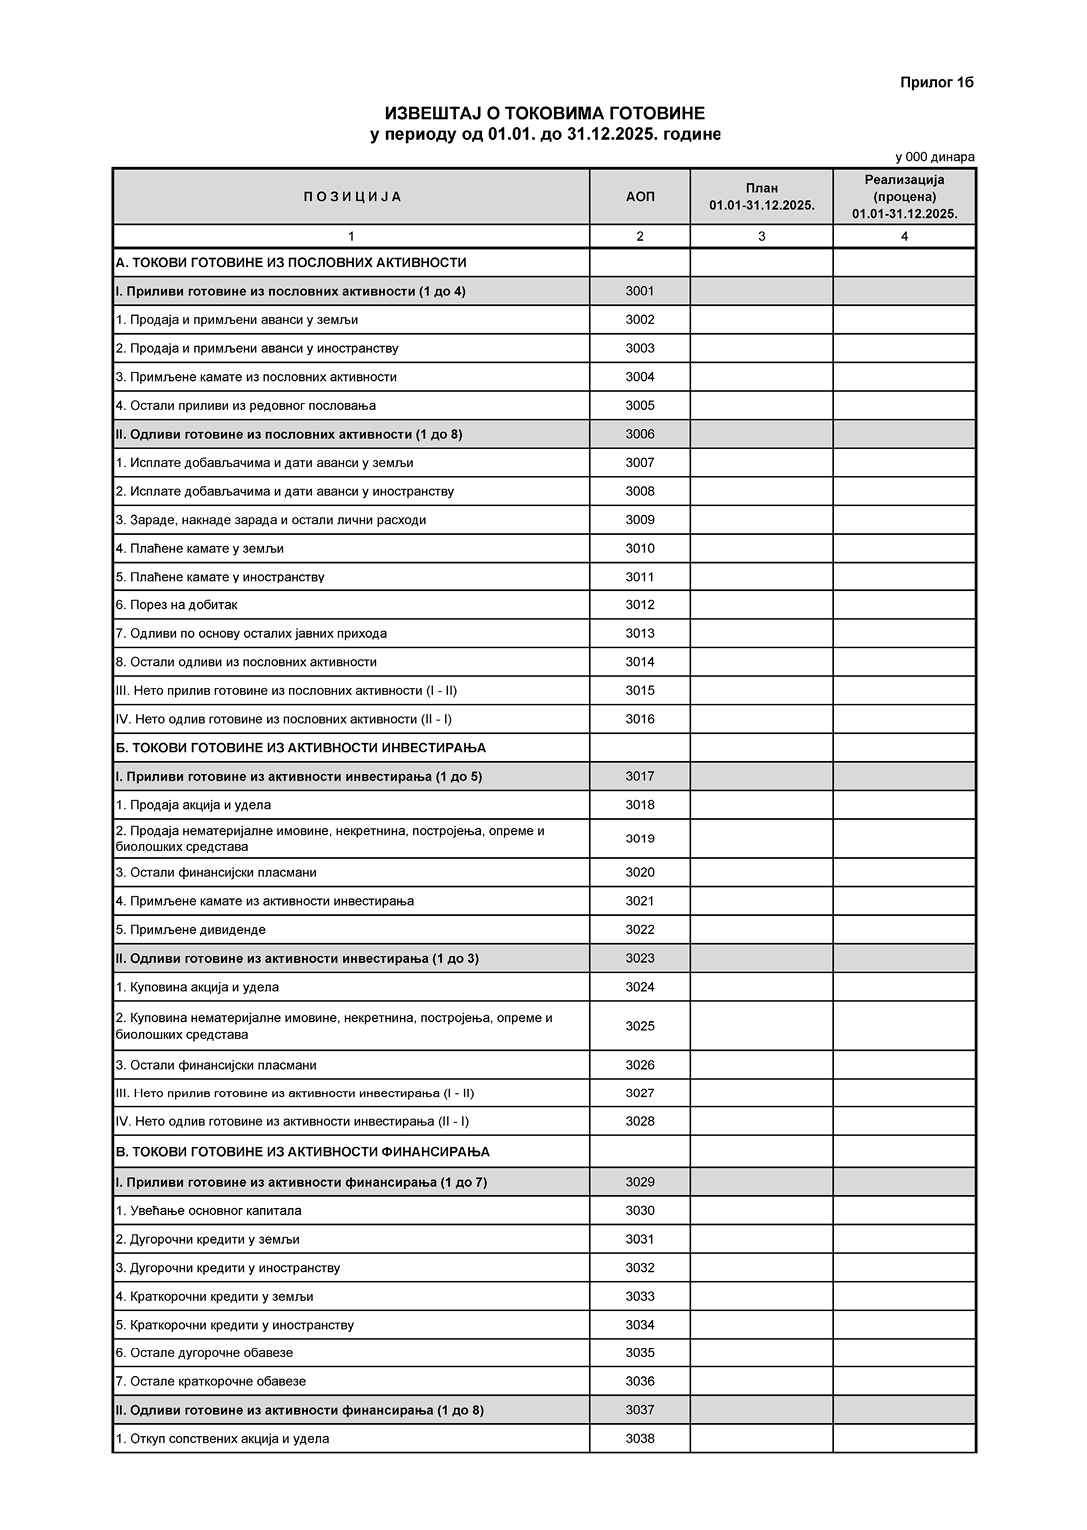 Прилог 1б
ИЗВЕШТАЈ О ТОКОВИМА ГОТОВИНЕ
у периоду од 01.01. до 31.12.2025. године
у 000 динара
П О З И Ц И Ј А
АОП
План
01.01-31.12.2025.
Реализација
(процена)
01.01-31.12.2025.
1 2 3 4
А. ТОКОВИ ГОТОВИНЕ ИЗ ПОСЛОВНИХ АКТИВНОСТИ
I. Приливи готовине из пословних активности (1 до 4) 3001
1. Продаја и примљени аванси у земљи 3002
2. Продаја и примљени аванси у иностранству 3003
3. Примљене камате из пословних активности 3004
4. Остали приливи из редовног пословања 3005
II. Одливи готовине из пословних активности (1 до 8) 3006
1. Исплате добављачима и дати аванси у земљи 3007
2. Исплате добављачима и дати аванси у иностранству 3008
3. Зараде, накнаде зарада и остали лични расходи 3009
4. Плаћене камате у земљи 3010
5. Плаћене камате у иностранству 3011
6. Порез на добитак 3012
7. Одливи по основу осталих јавних прихода 3013
8. Остали одливи из пословних активности 3014
III. Нето прилив готовине из пословних активности (I - II) 3015
IV. Нето одлив готовине из пословних активности (II - I) 3016
Б. ТОКОВИ ГОТОВИНЕ ИЗ АКТИВНОСТИ ИНВЕСТИРАЊА
I. Приливи готовине из активности инвестирања (1 до 5) 3017
1. Продаја акција и удела 3018
2. Продаја нематеријалне имовине, некретнина, постројења, опреме и
биолошких средстава 3019
3. Остали финансијски пласмани 3020
4. Примљене камате из активности инвестирања 3021
5. Примљене дивиденде 3022
II. Одливи готовине из активности инвестирања (1 до 3) 3023
1. Куповина акција и удела 3024
2. Куповина нематеријалне имовине, некретнина, постројења, опреме и
биолошких средстава 3025
3. Остали финансијски пласмани 3026
III. Нето прилив готовине из активности инвестирања (I - II) 3027
IV. Нето одлив готовине из активности инвестирања (II - I) 3028
В. ТОКОВИ ГОТОВИНЕ ИЗ АКТИВНОСТИ ФИНАНСИРАЊА
I. Приливи готовине из активности финансирања (1 до 7) 3029
1. Увећање основног капитала 3030
2. Дугорочни кредити у земљи 3031
3. Дугорочни кредити у иностранству 3032
4. Краткорочни кредити у земљи 3033
5. Краткорочни кредити у иностранству 3034
6. Остале дугорочне обавезе 3035
7. Остале краткорочне обавезе 3036
II. Одливи готовине из активности финансирања (1 до 8) 3037
1. Откуп сопствених акција и удела 3038